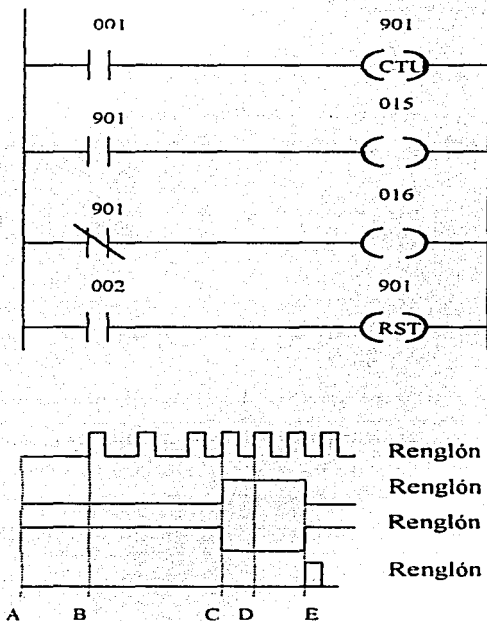 001 901
CTU
901 015
901 016
002 901
RST
Renglón
Renglón
Renglón
Renglón
A B C D E